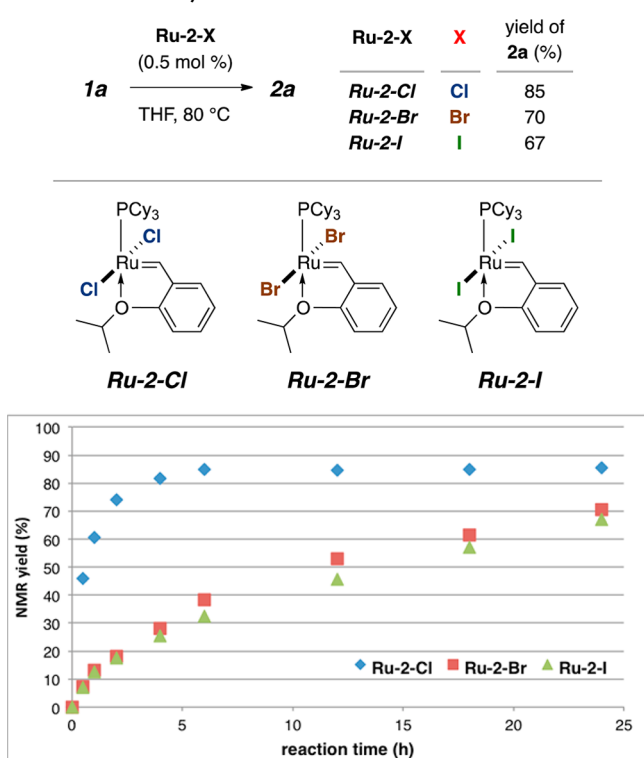 Ru-2-X
(0.5 mol %)
1a
2a
THF, 80 °C
Ru-2-X X yield of 2a (%)
Ru-2-Cl Cl 85
Ru-2-Br Br 70
Ru-2-I I 67
PCy3 PCy3 PCy3
Cl Br I
Ru Ru Ru
Cl Br I
O O O
Ru-2-Cl Ru-2-Br Ru-2-I
NMR yield (%)
100
90
80
70
60
50
40
30
20
10
0
Ru-2-Cl Ru-2-Br Ru-2-I
0 5 10 15 20 25
reaction time (h)